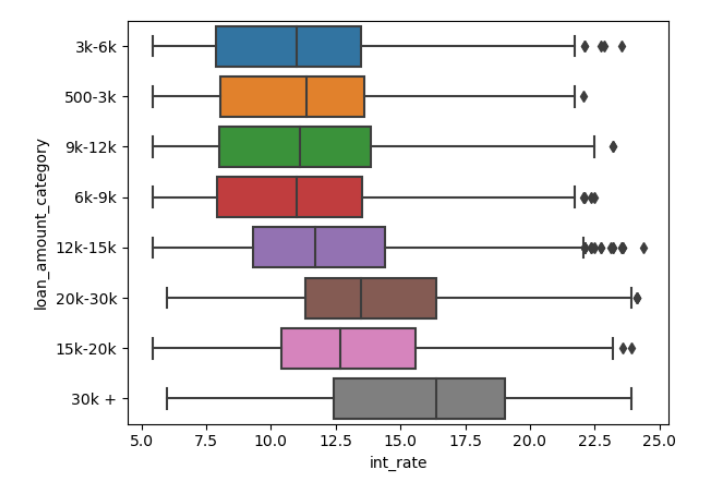 3k-6k
500-3k
9k-12k
6k-9k
12k-15k
20k-30k
15k-20k
30k +
loan_amount_category
5.0 7.5 10.0 12.5 15.0 17.5 20.0 22.5 25.0
int_rate